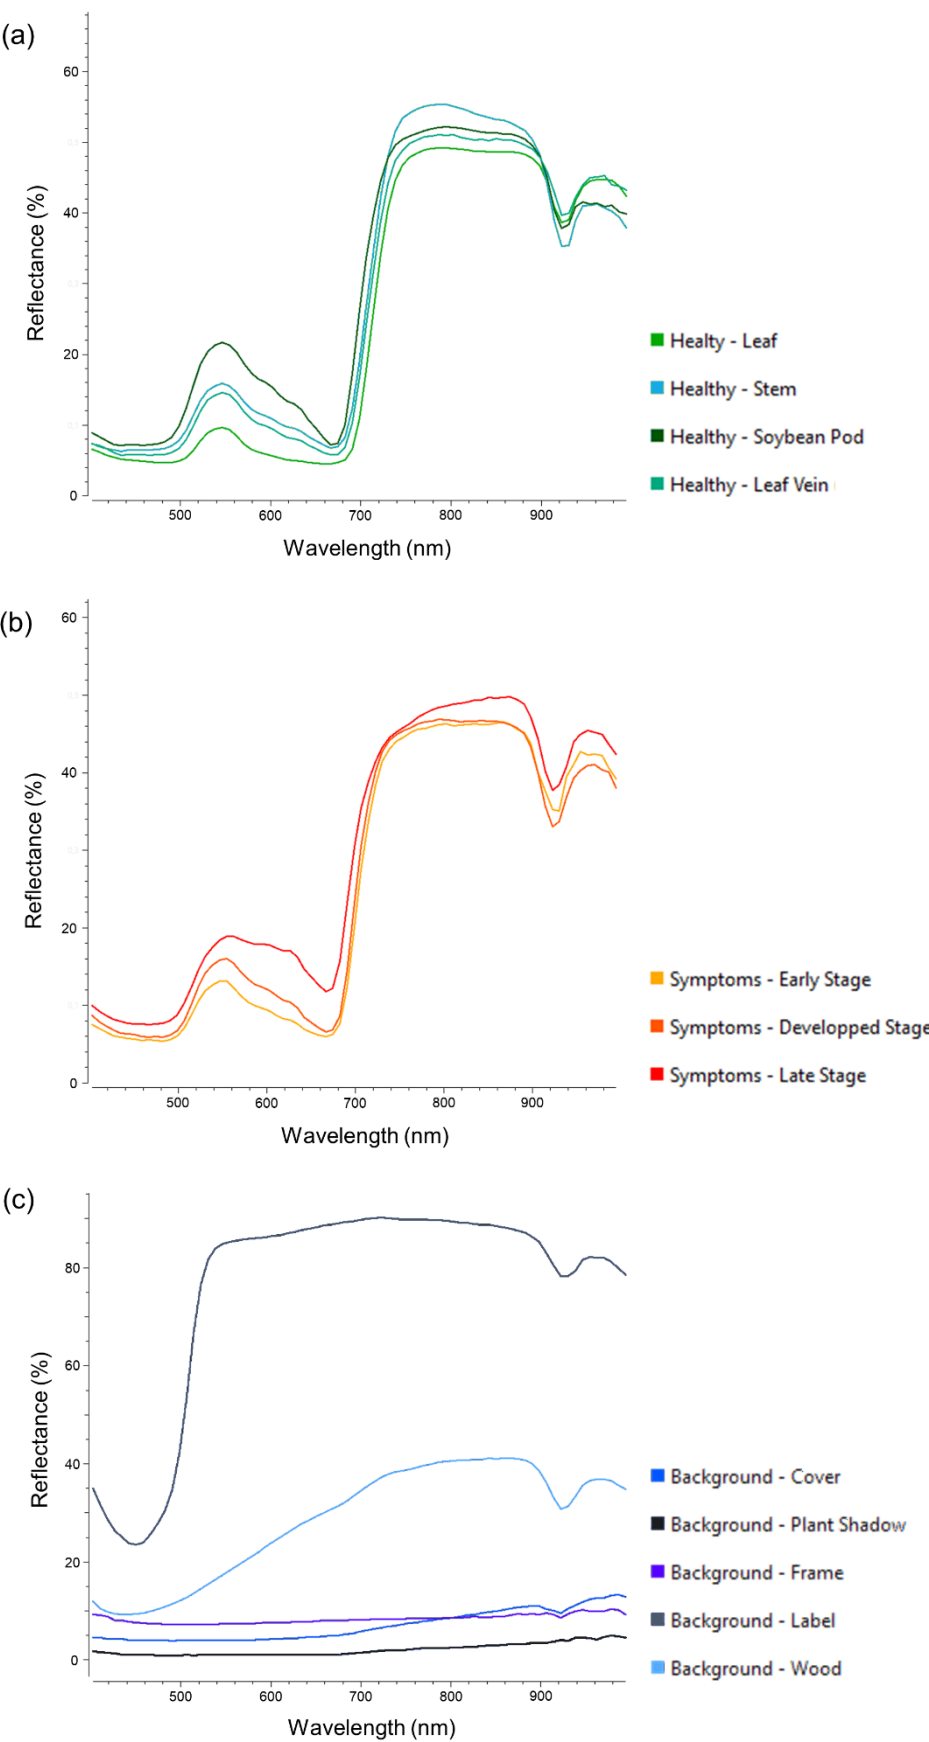 (a)
60
40
20
0
500 600 700 800 900
Reflectance (%)
Wavelength (nm)
Healty - Leaf
Healthy - Stem
Healthy - Soybean Pod
Healthy - Leaf Vein
(b)
60
40
20
0
500 600 700 800 900
Reflectance (%)
Wavelength (nm)
Symptoms - Early Stage
Symptoms - Developped Stage
Symptoms - Late Stage
(c)
80
60
40
20
0
500 600 700 800 900
Reflectance (%)
Wavelength (nm)
Background - Cover
Background - Plant Shadow
Background - Frame
Background - Label
Background - Wood